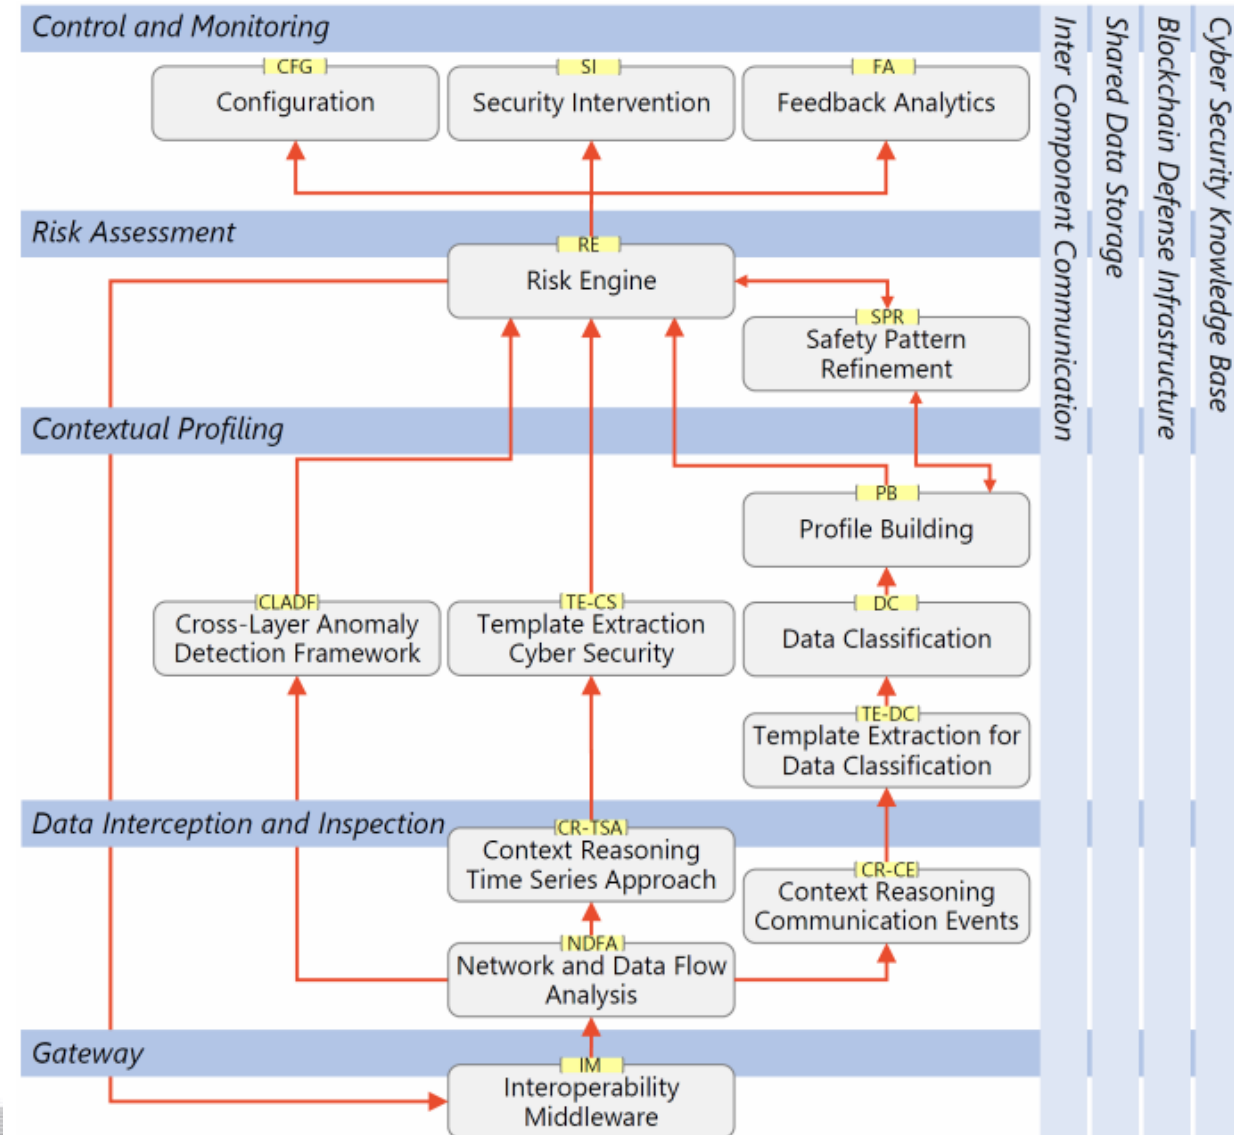 Control and Monitoring
CFG
Configuration
SI
Security Intervention
FA
Feedback Analytics
Risk Assessment
RE
Risk Engine
SPR
Safety Pattern
Refinement
Contextual Profiling
PB
Profile Building
CLADF
Cross-Layer Anomaly
Detection Framework
TE-CS
Template Extraction
Cyber Security
DC
Data Classification
TE-DC
Template Extraction for
Data Classification
Data Interception and Inspection
CR-TSA
Context Reasoning
Time Series Approach
CR-CE
Context Reasoning
Communication Events
NDFA
Network and Data Flow
Analysis
Gateway
IM
Interoperability
Middleware
Inter Component Communication
Shared Data Storage
Blockchain Defense Infrastructure
Cyber Security Knowledge Base